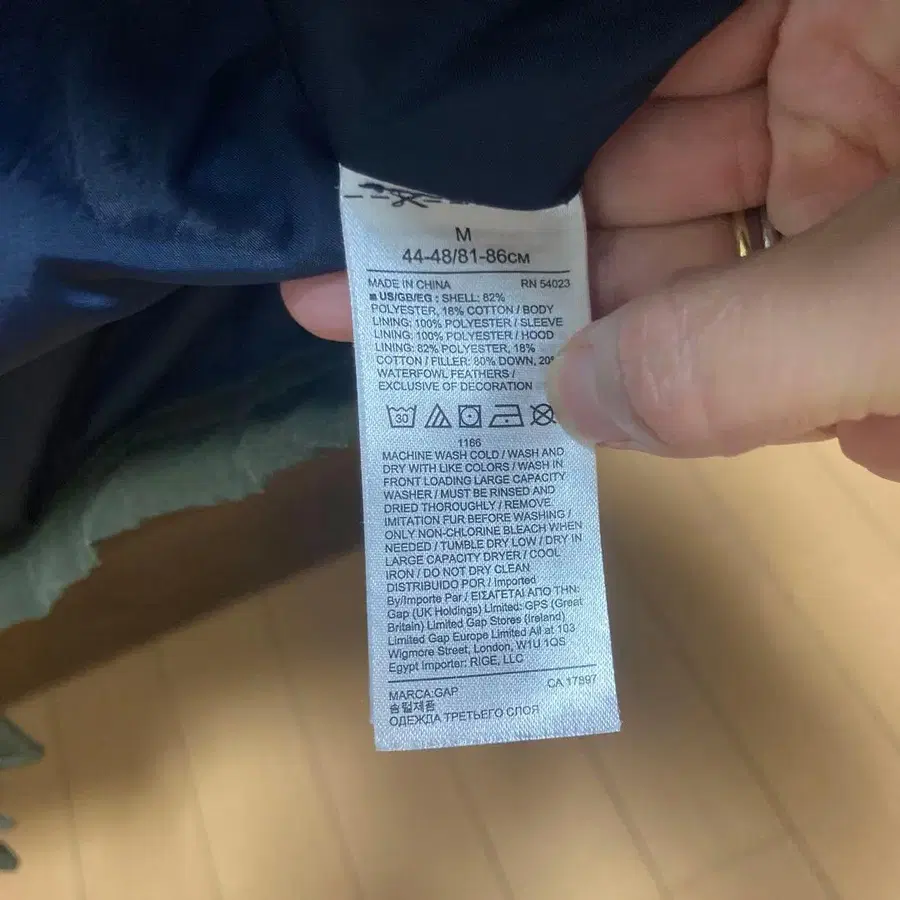 M
44-48/81-86см
MADE IN CHINA RN 54023
US/GB/EG : SHELL: 82%
POLYESTER, 18% COTTON / BODY
LINING: 100% POLYESTER / SLEEVE
LINING: 100% POLYESTER / HOOD
LINING: 82% POLYESTER, 18%
COTTON / FILLER: 80% DOWN,
WATERFOWL FEATHERS /
EXCLUSIVE OF DECORATION
30
1166
MACHINE WASH COLD / WASH AND
DRY WITH LIKE COLORS / WASH IN
FRONT LOADING LARGE CAPACITY
WASHER / MUST BE RINSED AND
DRIED THOROUGHLY / REMOVE
IMITATION FUR BEFORE WASHING /
ONLY NON-CHLORINE BLEACH WHEN
NEEDED / TUMBLE DRY LOW / DRY IN
LARGE CAPACITY DRYER / COOL
IRON / DO NOT DRY CLEAN
DISTRIBUIDO POR / Imported
By/Importe Par / ΕΙΣΑΓΕΤΑΙ ΑΠΟ ΤΗΝ:
Gap (UK Holdings) Limited: GPS (Great
Britain) Limited Gap Stores (Ireland)
Limited Gap Europe Limited All at 103
Wigmore Street, London, W1U 1QS
Egypt Importer: RIGE, LLC
MARCA:GAP CA 17897
솜털제품
ОДЕЖДА ТРЕТЬЕГО СЛОЯ